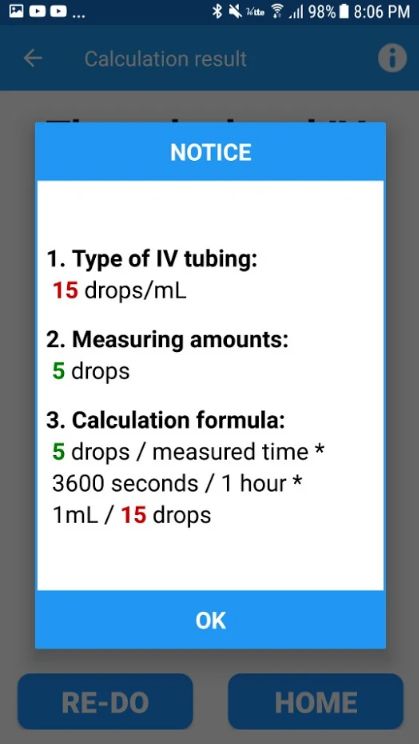 ... Vo LTE 98% 8:06 PM
Calculation result
NOTICE
1. Type of IV tubing:
15 drops/mL
2. Measuring amounts:
5 drops
3. Calculation formula:
5 drops / measured time *
3600 seconds / 1 hour *
1mL / 15 drops
OK
RE-DO HOME